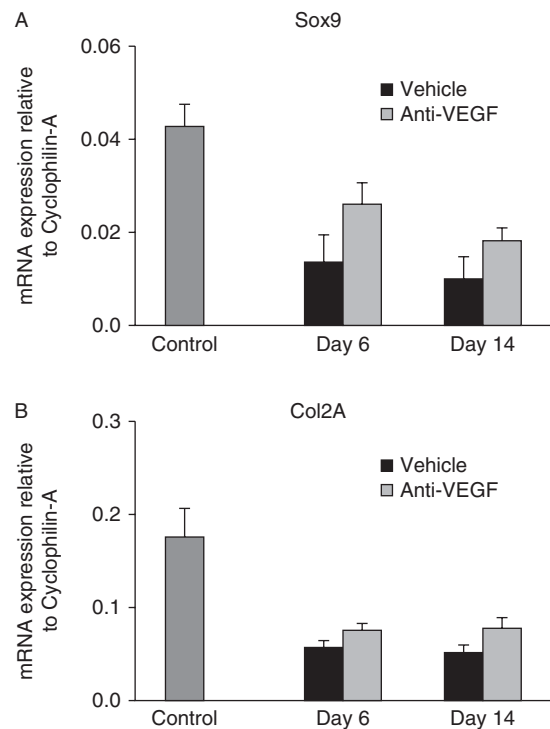 A
Sox9
mRNA expression relative
to Cyclophilin-A
0.06
0.04
0.02
0.0
Vehicle
Anti-VEGF
Control
Day 6
Day 14
B
Col2A
mRNA expression relative
to Cyclophilin-A
0.3
0.2
0.1
0.0
Vehicle
Anti-VEGF
Control
Day 6
Day 14